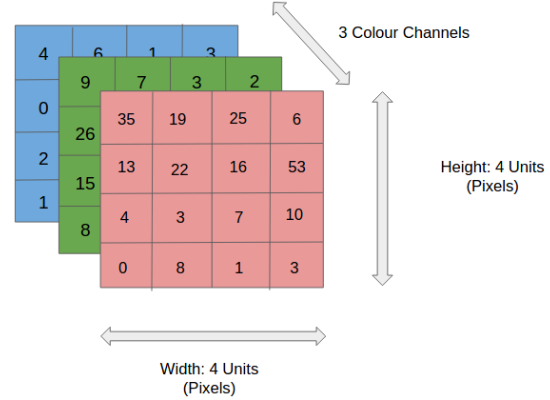 3 Colour Channels
4 6 1 3
9 7 3 2
0
35 19 25 6
26
13 22 16 53
Height: 4 Units
(Pixels)
2
15
4 3 7 10
1
8
0 8 1 3
Width: 4 Units
(Pixels)